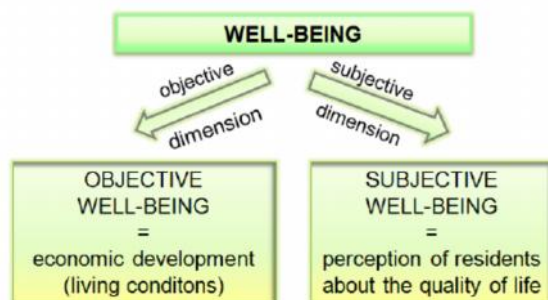 WELL-BEING
objective
dimension
subjective
dimension
OBJECTIVE
WELL-BEING
=
economic development
(living conditons)
SUBJECTIVE
WELL-BEING
=
perception of residents
about the quality of life